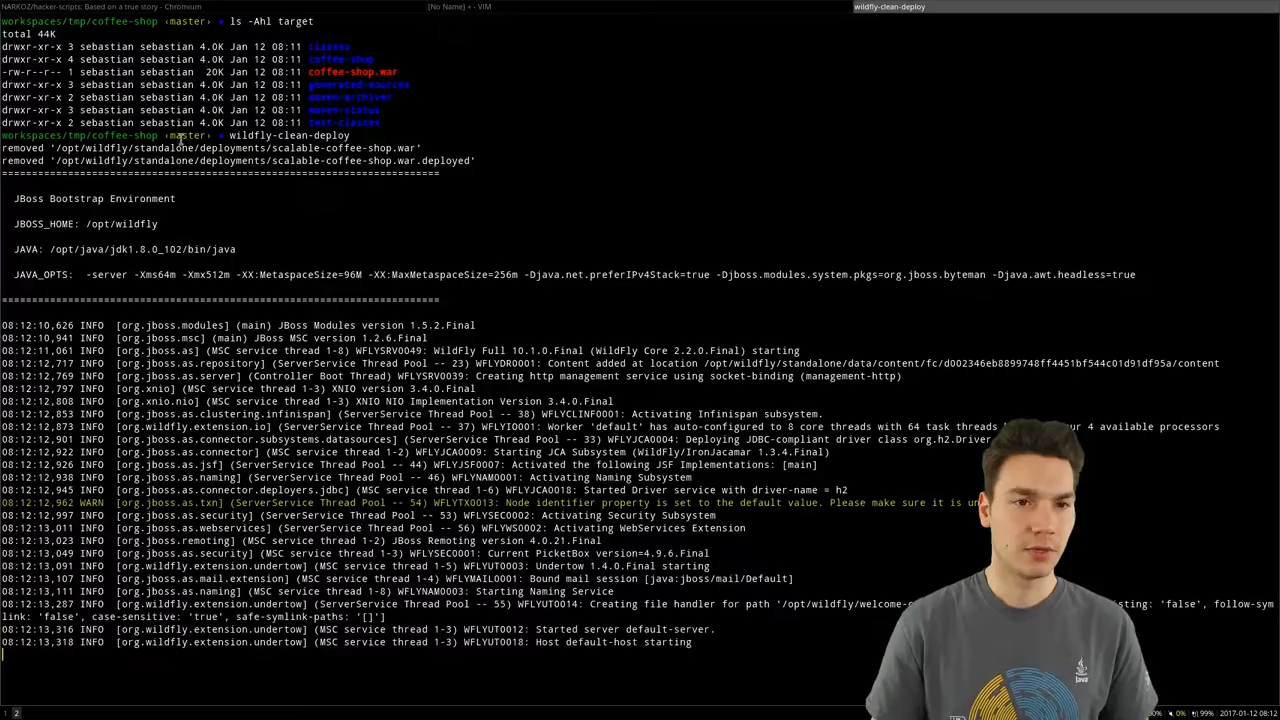 NARKOZ/hacker-scripts: Based on a true story - Chromium
[No Name] + - VIM
wildfly-clean-deploy
workspaces/tmp/coffee-shop ‹master› ls -Ahl target
total 44K
drwxr-xr-x 3 sebastian sebastian 4.0K Jan 12 08:11 classes
drwxr-xr-x 4 sebastian sebastian 4.0K Jan 12 08:11 coffee-shop
-rw-r--r-- 1 sebastian sebastian  20K Jan 12 08:11 coffee-shop.war
drwxr-xr-x 3 sebastian sebastian 4.0K Jan 12 08:11 generated-sources
drwxr-xr-x 2 sebastian sebastian 4.0K Jan 12 08:11 maven-archiver
drwxr-xr-x 3 sebastian sebastian 4.0K Jan 12 08:11 maven-status
drwxr-xr-x 2 sebastian sebastian 4.0K Jan 12 08:11 test-classes
workspaces/tmp/coffee-shop ‹master› wildfly-clean-deploy
removed '/opt/wildfly/standalone/deployments/scalable-coffee-shop.war'
removed '/opt/wildfly/standalone/deployments/scalable-coffee-shop.war.deployed'
=========================================================================
JBoss Bootstrap Environment
JBOSS_HOME: /opt/wildfly
JAVA: /opt/java/jdk1.8.0_102/bin/java
JAVA_OPTS:  -server -Xms64m -Xmx512m -XX:MetaspaceSize=96M -XX:MaxMetaspaceSize=256m -Djava.net.preferIPv4Stack=true -Djboss.modules.system.pkgs=org.jboss.byteman -Djava.awt.headless=true
=========================================================================
08:12:10,626 INFO  [org.jboss.modules] (main) JBoss Modules version 1.5.2.Final
08:12:10,941 INFO  [org.jboss.msc] (main) JBoss MSC version 1.2.6.Final
08:12:11,061 INFO  [org.jboss.as] (MSC service thread 1-8) WFLYSRV0049: WildFly Full 10.1.0.Final (WildFly Core 2.2.0.Final) starting
08:12:12,717 INFO  [org.jboss.as.repository] (ServerService Thread Pool -- 23) WFLYDR0001: Content added at location /opt/wildfly/standalone/data/content/fc/d002346eb8899748ff4451bf544c01d91df95a/content
08:12:12,769 INFO  [org.jboss.as.server] (Controller Boot Thread) WFLYSRV0039: Creating http management service using socket-binding (management-http)
08:12:12,797 INFO  [org.xnio] (MSC service thread 1-3) XNIO version 3.4.0.Final
08:12:12,808 INFO  [org.xnio.nio] (MSC service thread 1-3) XNIO NIO Implementation Version 3.4.0.Final
08:12:12,853 INFO  [org.jboss.as.clustering.infinispan] (ServerService Thread Pool -- 38) WFLYCLINF0001: Activating Infinispan subsystem.
08:12:12,873 INFO  [org.wildfly.extension.io] (ServerService Thread Pool -- 37) WFLYIO001: Worker 'default' has auto-configured to 8 core threads with 64 task threads ur 4 available processors
08:12:12,901 INFO  [org.jboss.as.connector.subsystems.datasources] (ServerService Thread Pool -- 33) WFLYJCA0004: Deploying JDBC-compliant driver class org.h2.Driver
08:12:12,922 INFO  [org.jboss.as.connector] (MSC service thread 1-2) WFLYJCA0009: Starting JCA Subsystem (WildFly/IronJacamar 1.3.4.Final)
08:12:12,926 INFO  [org.jboss.as.jsf] (ServerService Thread Pool -- 44) WFLYJSF0007: Activated the following JSF Implementations: [main]
08:12:12,938 INFO  [org.jboss.as.naming] (ServerService Thread Pool -- 46) WFLYNAM0001: Activating Naming Subsystem
08:12:12,945 INFO  [org.jboss.as.connector.deployers.jdbc] (MSC service thread 1-6) WFLYJCA0018: Started Driver service with driver-name = h2
08:12:12,962 WARN  [org.jboss.as.txn] (ServerService Thread Pool -- 54) WFLYTX0013: Node identifier property is set to the default value. Please make sure it is un
08:12:12,997 INFO  [org.jboss.as.security] (ServerService Thread Pool -- 53) WFLYSEC0002: Activating Security Subsystem
08:12:13,011 INFO  [org.jboss.as.webservices] (ServerService Thread Pool -- 56) WFLYWS0002: Activating WebServices Extension
08:12:13,023 INFO  [org.jboss.remoting] (MSC service thread 1-2) JBoss Remoting version 4.0.21.Final
08:12:13,049 INFO  [org.jboss.as.security] (MSC service thread 1-3) WFLYSEC0001: Current PicketBox version=4.9.6.Final
08:12:13,091 INFO  [org.wildfly.extension.undertow] (MSC service thread 1-5) WFLYUT0003: Undertow 1.4.0.Final starting
08:12:13,107 INFO  [org.jboss.as.mail.extension] (MSC service thread 1-4) WFLYMAIL0001: Bound mail session [java:jboss/mail/Default]
08:12:13,111 INFO  [org.jboss.as.naming] (MSC service thread 1-8) WFLYNAM0003: Starting Naming Service
08:12:13,287 INFO  [org.wildfly.extension.undertow] (ServerService Thread Pool -- 55) WFLYUT0014: Creating file handler for path '/opt/wildfly/welcome-c sting: 'false', follow-sym
link: 'false', case-sensitive: 'true', safe-symlink-paths: '[]']
08:12:13,316 INFO  [org.wildfly.extension.undertow] (MSC service thread 1-3) WFLYUT0012: Started server default-server.
08:12:13,318 INFO  [org.wildfly.extension.undertow] (MSC service thread 1-3) WFLYUT0018: Host default-host starting
Java
1 2
0% 99% 2017-01-12 08:12